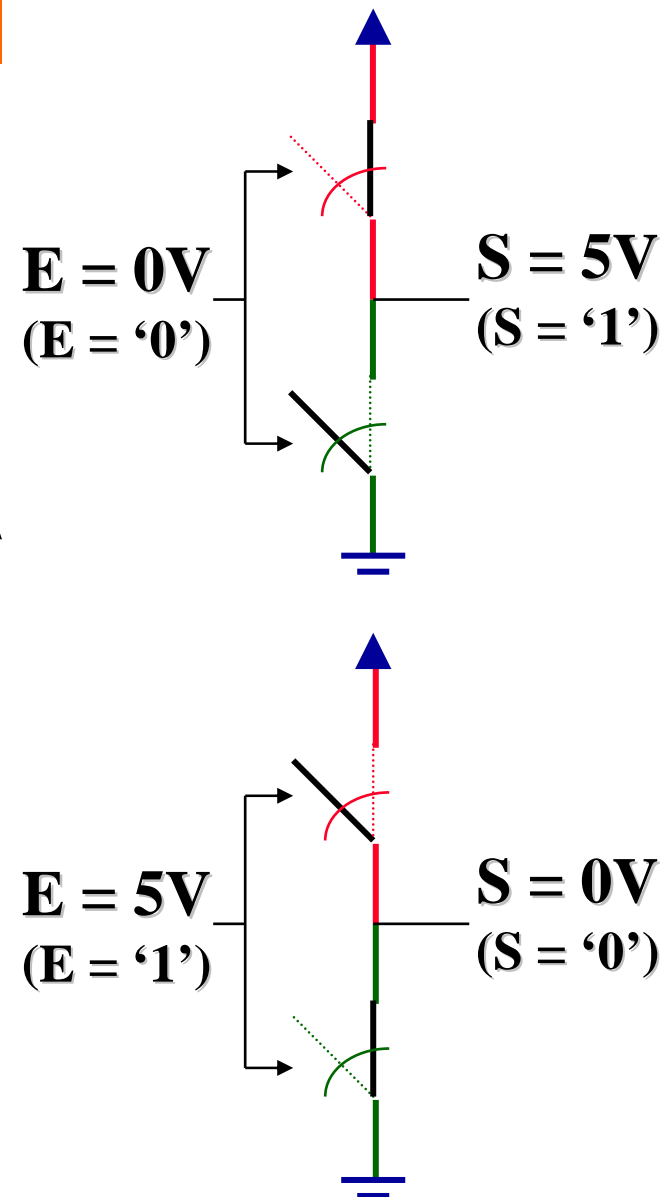 E = 0V
(E = ‘0’)
S = 5V
(S = ‘1’)
E = 5V
(E = ‘1’)
S = 0V
(S = ‘0’)